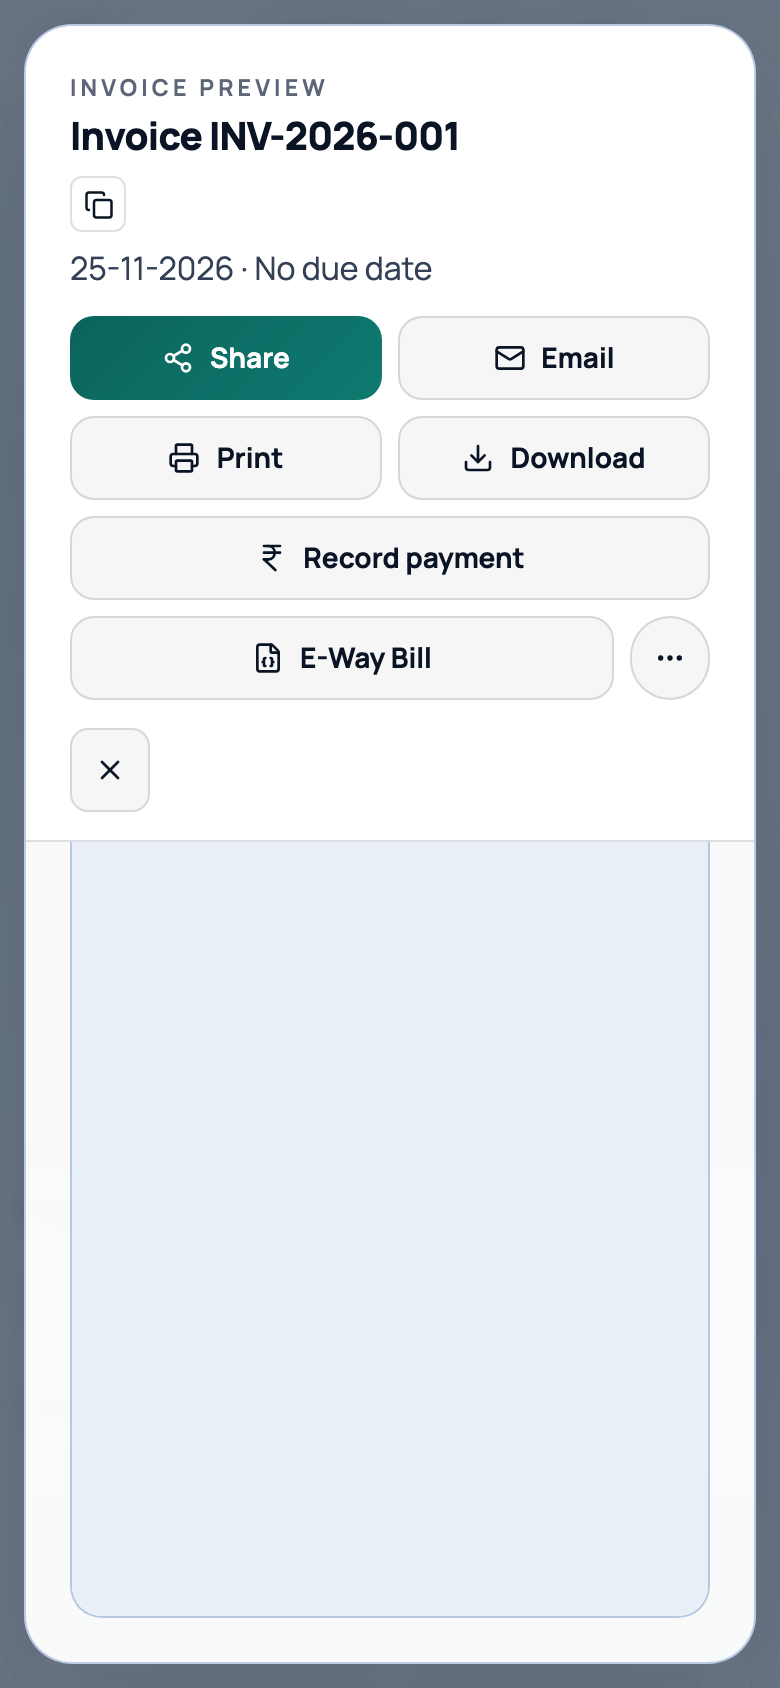 INVOICE PREVIEW
Invoice INV-2026-001
25-11-2026 · No due date
Share
Email
Print
Download
₹ Record payment
E-Way Bill